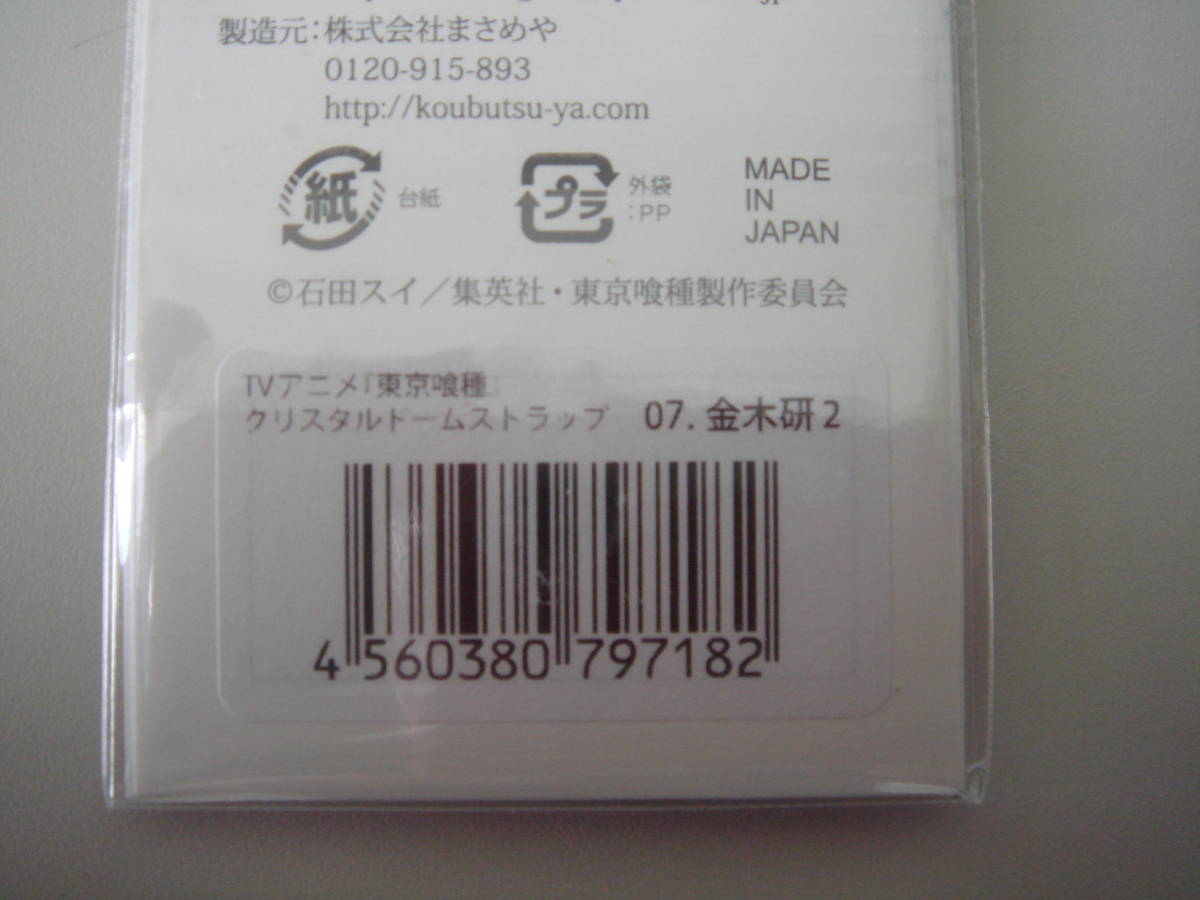 製造元：株式会社まさめや
0120-915-893
http://koubutsu-ya.com
紙 台紙
プラ 外袋
:PP
MADE
IN
JAPAN
©石田スイ／集英社・東京喰種製作委員会
TVアニメ『東京喰種』
クリスタルドームストラップ 07. 金木研2
4 560380 797182